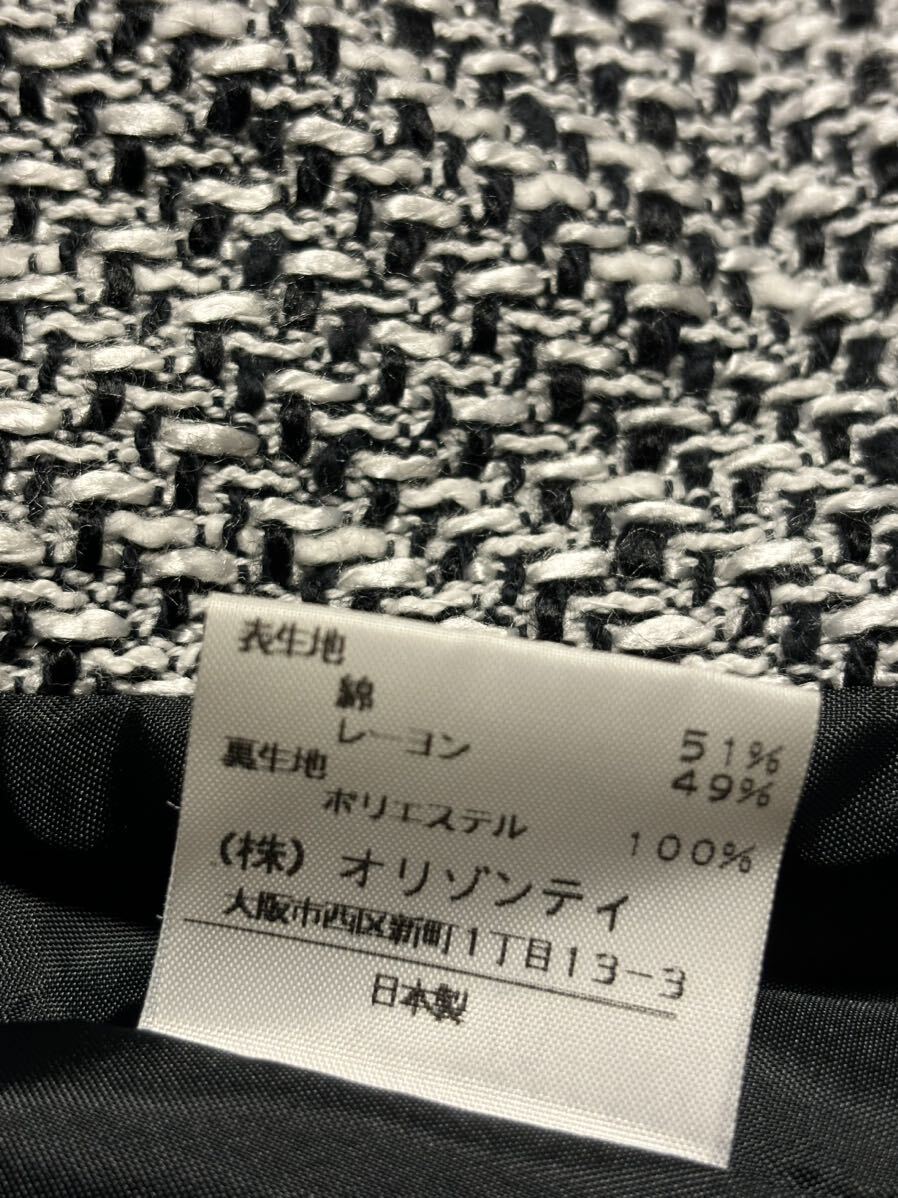 表生地
綿 51%
レーヨン 49%
裏生地
ポリエステル 100%
(株) オリゾンティ
大阪市西区新町1丁目13-3
日本製